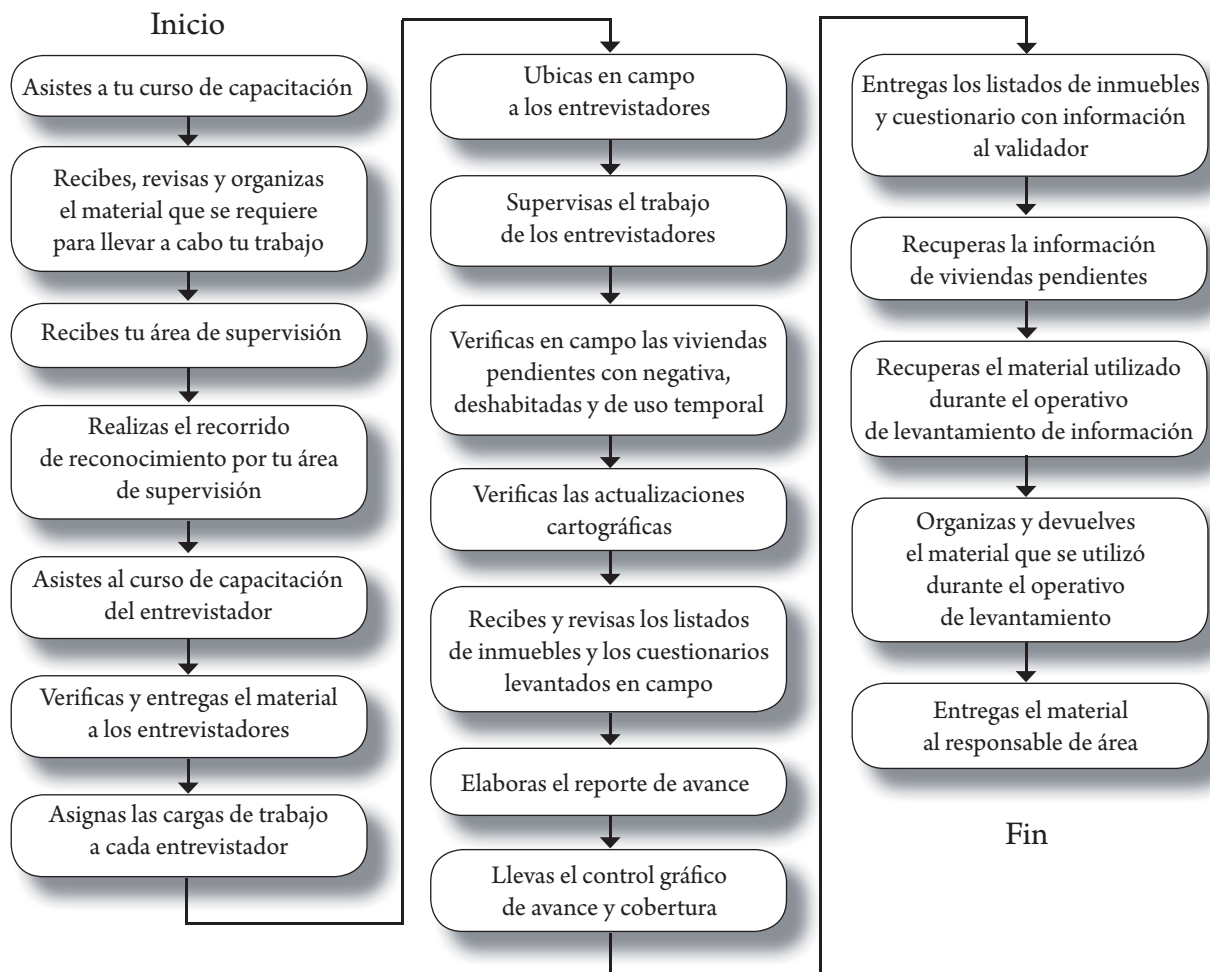 Inicio
Asistes a tu curso de capacitación
Recibes, revisas y organizas
el material que se requiere
para llevar a cabo tu trabajo
Recibes tu área de supervisión
Realizas el recorrido
de reconocimiento por tu área
de supervisión
Asistes al curso de capacitación
del entrevistador
Verificas y entregas el material
a los entrevistadores
Asignas las cargas de trabajo
a cada entrevistador
Ubicas en campo
a los entrevistadores
Supervisas el trabajo
de los entrevistadores
Verificas en campo las viviendas
pendientes con negativa,
deshabitadas y de uso temporal
Verificas las actualizaciones
cartográficas
Recibes y revisas los listados
de inmuebles y los cuestionarios
levantados en campo
Elaboras el reporte de avance
Llevas el control gráfico
de avance y cobertura
Entregas los listados de inmuebles
y cuestionario con información
al validador
Recuperas la información
de viviendas pendientes
Recuperas el material utilizado
durante el operativo
de levantamiento de información
Organizas y devuelves
el material que se utilizó
durante el operativo
de levantamiento
Entregas el material
al responsable de área
Fin